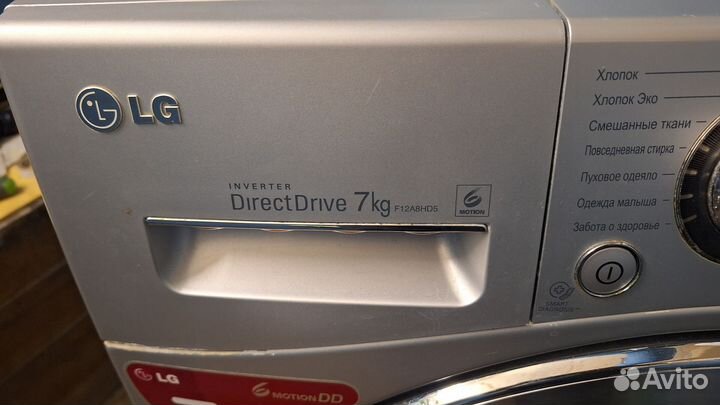 LG
INVERTER
DirectDrive 7kg F12A8HD5
6 MOTION
Хлопок
Хлопок Эко
Смешанные ткани
Повседневная стирка
Пуховое одеяло
Одежда малыша
Забота о здоровье
SMART
DIAGNOSIS
LG
6 MOTION DD
Avito